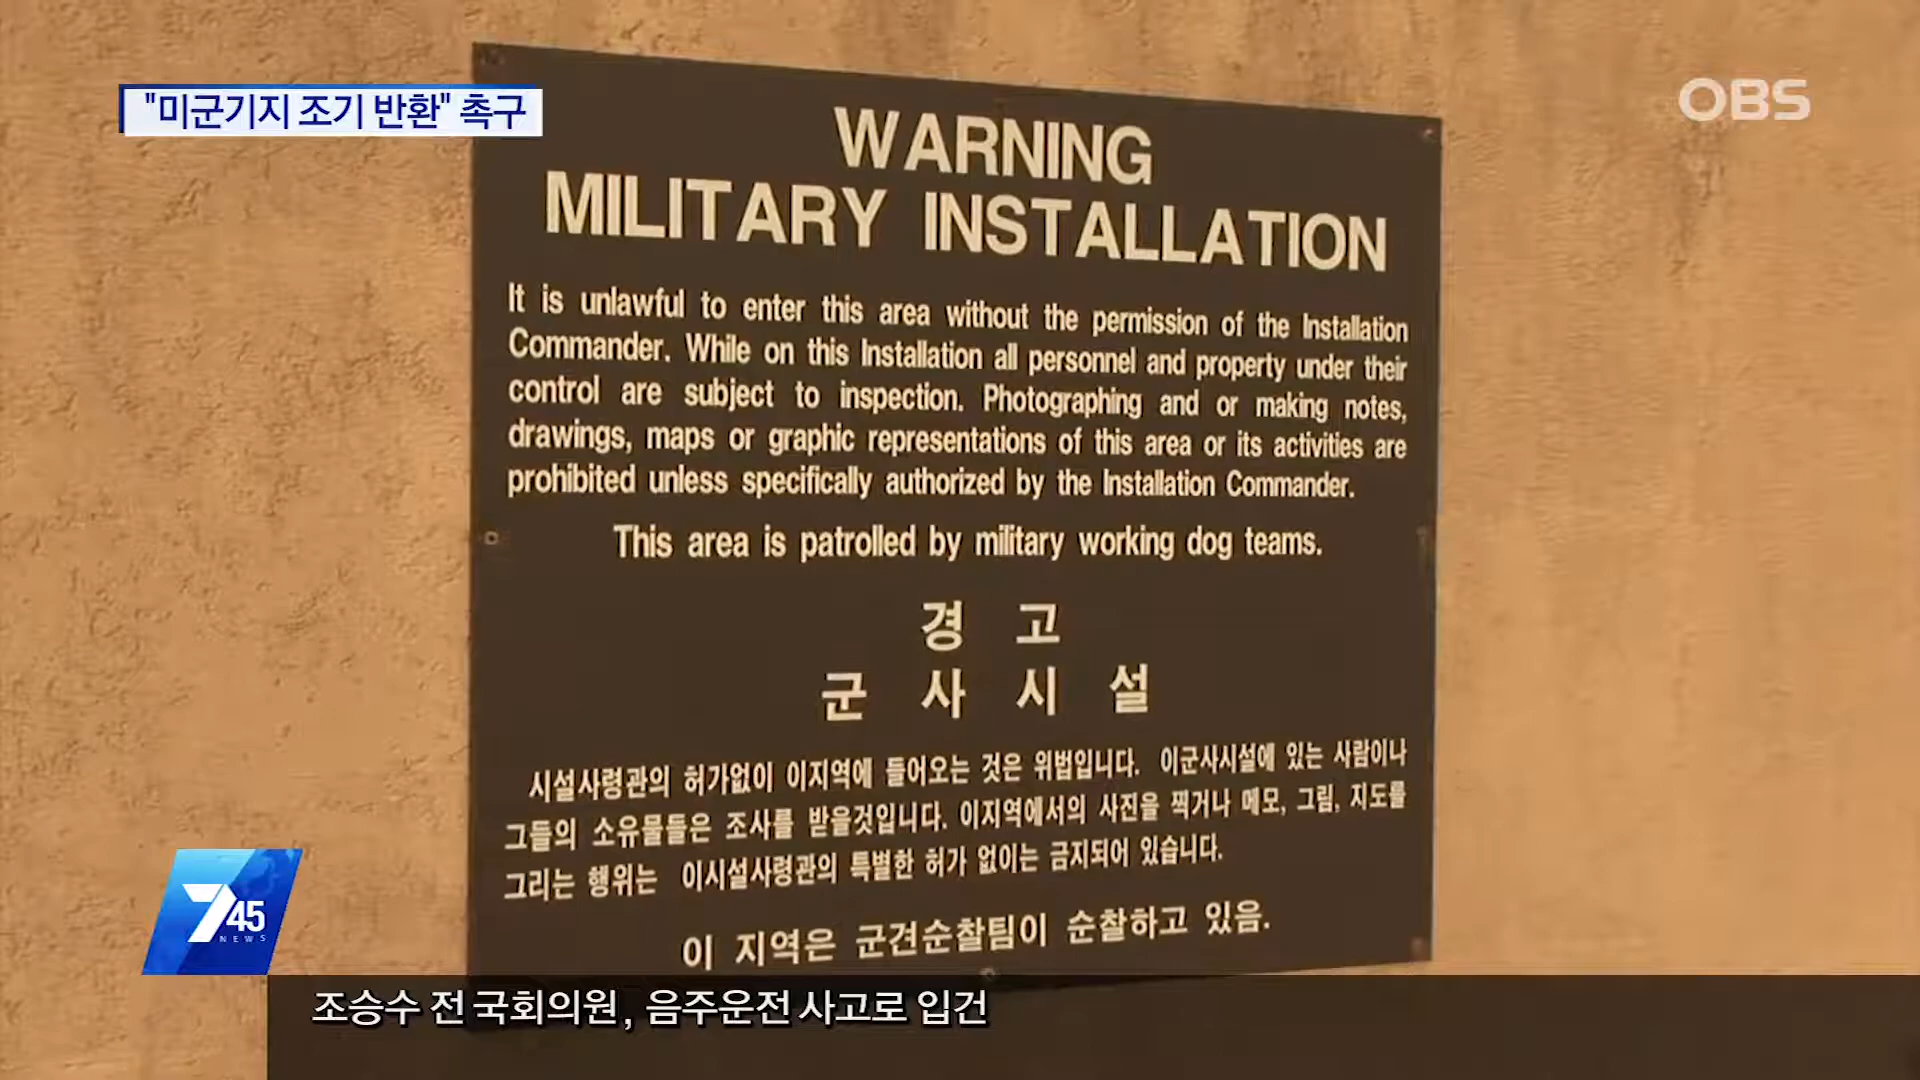 "미군기지 조기 반환" 촉구
OBS
WARNING
MILITARY INSTALLATION
It is unlawful to enter this area without the permission of the Installation
Commander. While on this Installation all personnel and property under their
control are subject to inspection. Photographing and or making notes,
drawings, maps or graphic representations of this area or its activities are
prohibited unless specifically authorized by the Installation Commander.
This area is patrolled by military working dog teams.
경 고
군 사 시 설
시설사령관의 허가없이 이지역에 들어오는 것은 위법입니다. 이군사시설에 있는 사람이나
그들의 소유물들은 조사를 받을것입니다. 이지역에서의 사진을 찍거나 메모, 그림, 지도를
그리는 행위는 이시설사령관의 특별한 허가 없이는 금지되어 있습니다.
이 지역은 군견순찰팀이 순찰하고 있음.
7 45
NEWS
조승수 전 국회의원, 음주운전 사고로 입건